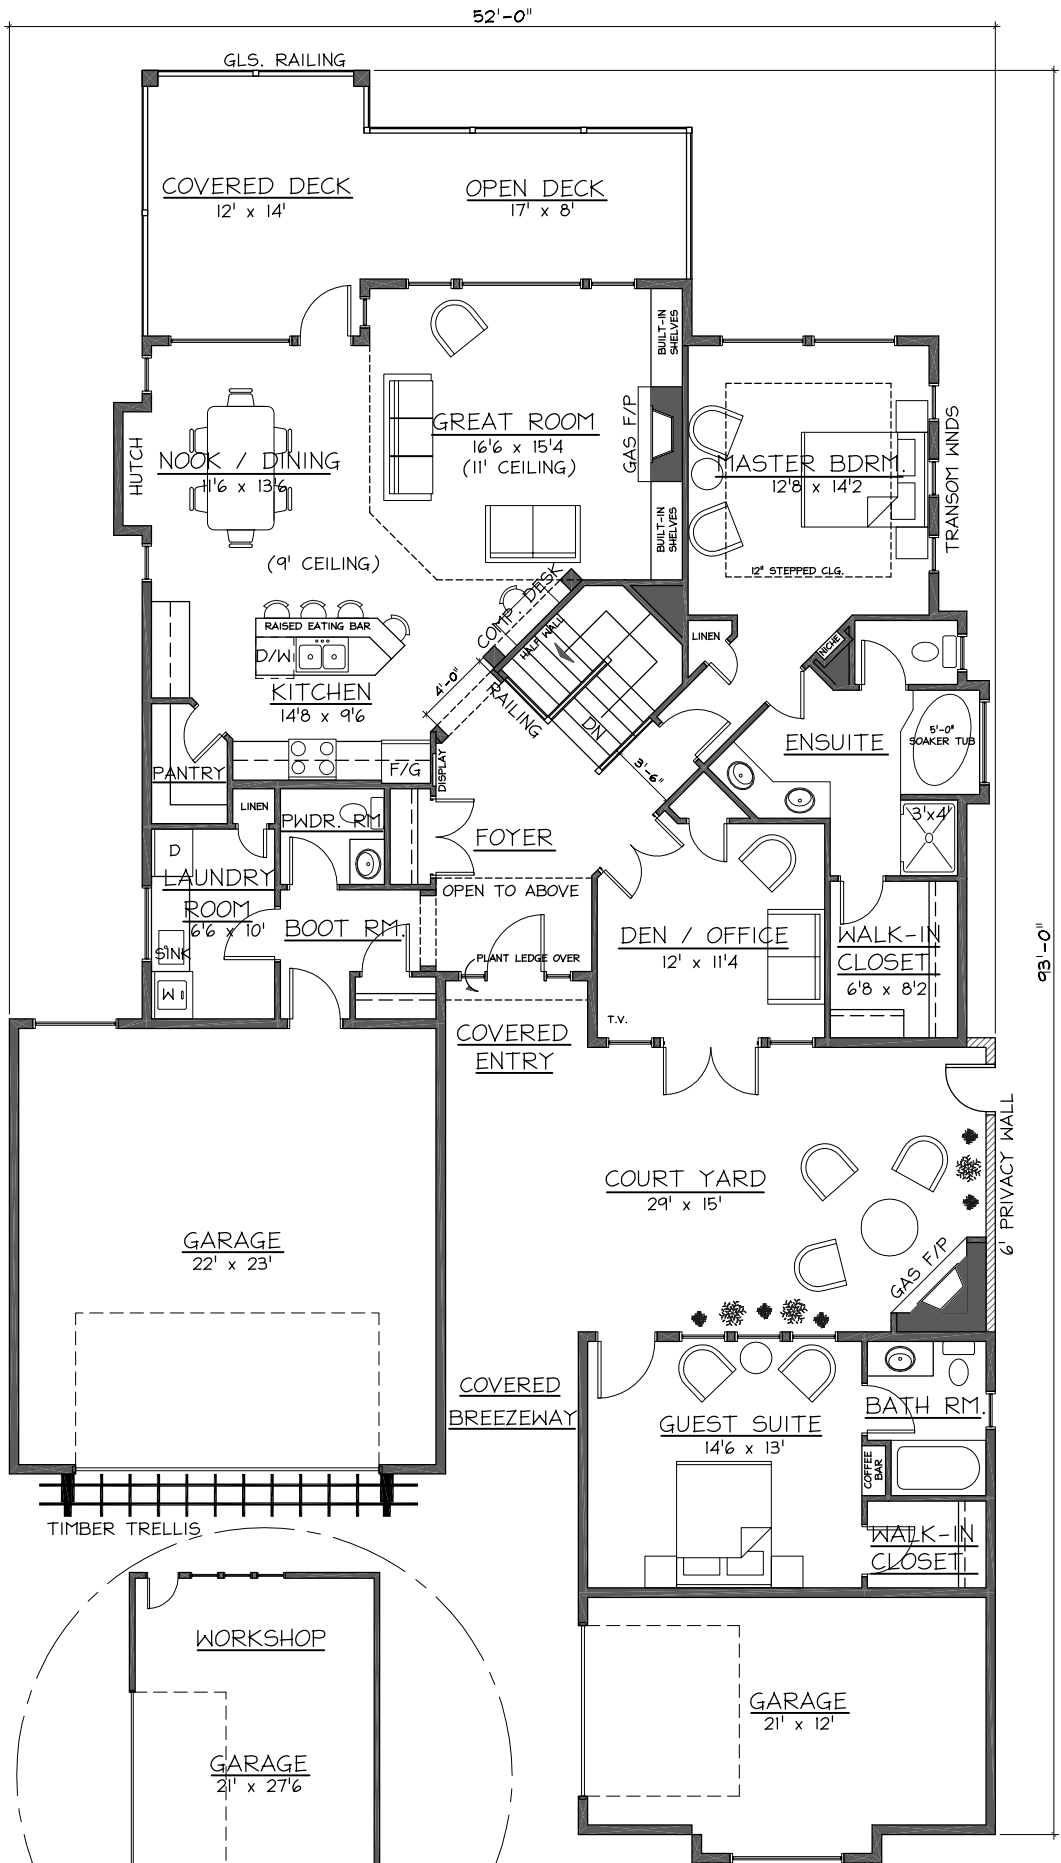 52'-0"
GLS. RAILING
COVERED DECK
12' x 14'
OPEN DECK
17' x 8'
BUILT-IN
SHELVES
GAS F/P
GREAT ROOM
16'6 x 15'4
(11' CEILING)
HUTCH
NOOK / DINING
11'6 x 13'6
(9' CEILING)
BUILT-IN
SHELVES
MASTER BDRM.
12'8 x 14'2
TRANSOM WNDS
12" STEPPED CLG.
COMP. DESK
HALF WALL
RAISED EATING BAR
D/W
KITCHEN
14'8 x 9'6
4'-0"
RAILING
DN
LINEN
NICHE
ENSUITE
5'-0"
SOAKER TUB
PANTRY
F/G
DISPLAY
3'-6"
LINEN
PWDR. RM
FOYER
3'x4'
D
LAUNDRY
ROOM
6'6 x 10'
SINK
W
BOOT RM.
OPEN TO ABOVE
PLANT LEDGE OVER
DEN / OFFICE
12' x 11'4
T.V.
WALK-IN
CLOSET
6'8 x 8'2
93'-0"
COVERED
ENTRY
6' PRIVACY WALL
COURT YARD
29' x 15'
GAS F/P
GARAGE
22' x 23'
COVERED
BREEZEWAY
GUEST SUITE
14'6 x 13'
BATH RM.
COFFEE
BAR
WALK-IN
CLOSET
TIMBER TRELLIS
WORKSHOP
GARAGE
21' x 27'6
GARAGE
21' x 12'